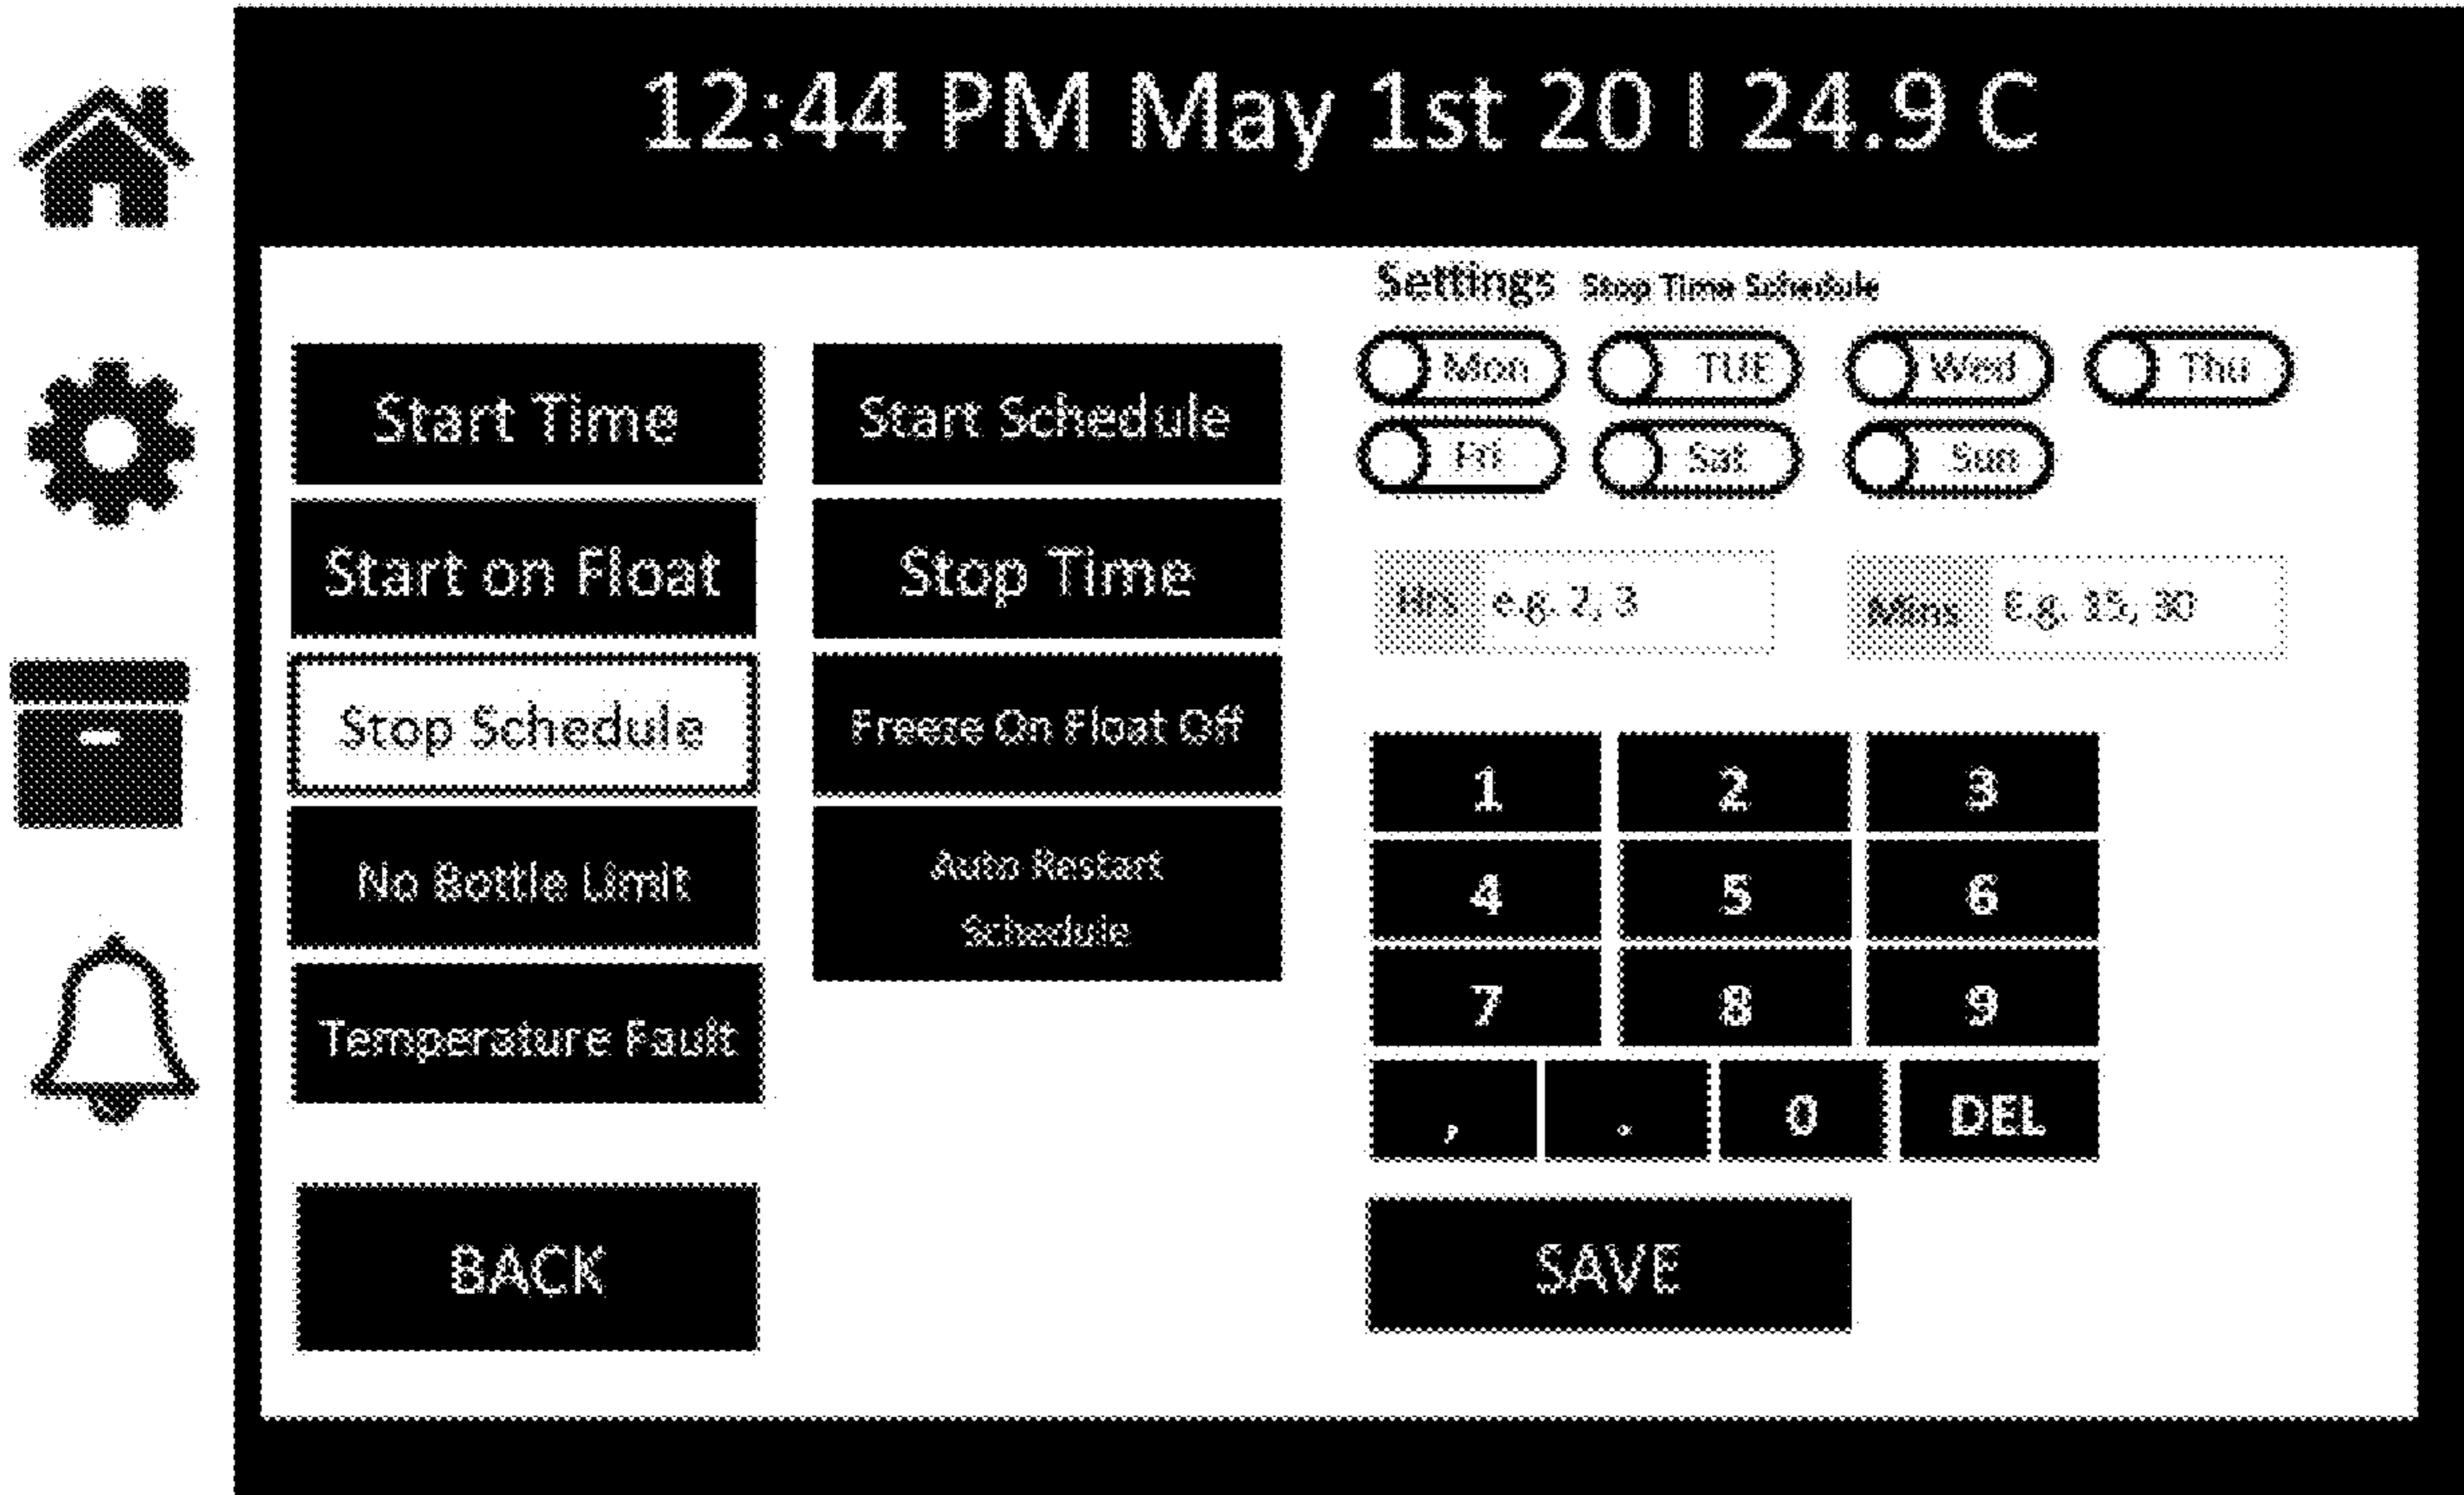 12:44 PM May 1st 20 I 24.9 C
Settings Stop Time Schedule
Start Time
Start Schedule
Start on Float
Stop Time
Stop Schedule
Freeze On Float Off
No Bottle Limit
Auto Restart
Schedule
Temperature Fault
BACK
Mon TUE Wed Thu
Fri Sat Sun
Hrs e.g. 2, 3
Mins E.g. 15, 30
1 2 3
4 5 6
7 8 9
, . 0 DEL
SAVE